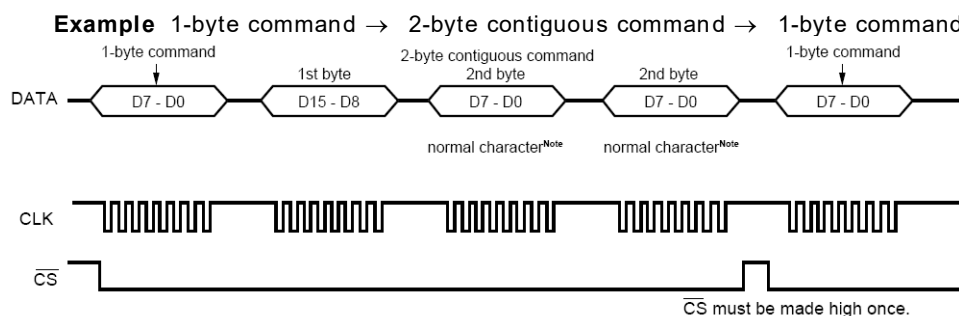 Example 1-byte command → 2-byte contiguous command → 1-byte command
1-byte command
2-byte contiguous command
1-byte command
1st byte
2nd byte
2nd byte
DATA
D7 - D0
D15 - D8
D7 - D0
D7 - D0
D7 - D0
normal character Note
normal character Note
CLK
CS
CS must be made high once.